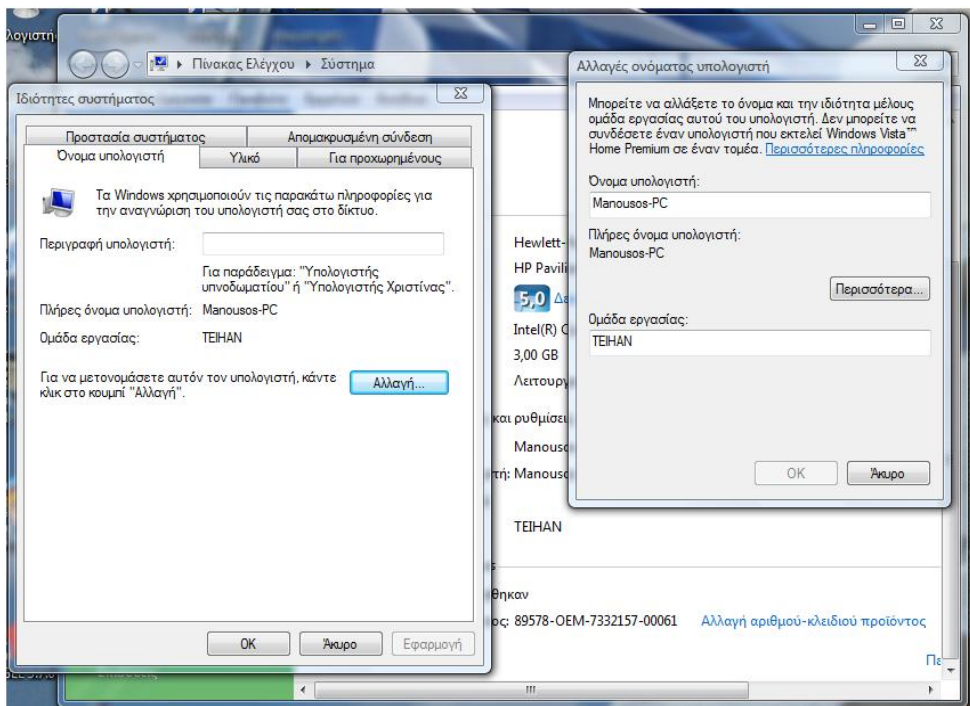 λογιστή
Πίνακας Ελέγχου ▸ Σύστημα
Ιδιότητες συστήματος
Προστασία συστήματος
Απομακρυσμένη σύνδεση
Όνομα υπολογιστή
Υλικό
Για προχωρημένους
Τα Windows χρησιμοποιούν τις παρακάτω πληροφορίες για
την αναγνώριση του υπολογιστή σας στο δίκτυο.
Περιγραφή υπολογιστή:
Για παράδειγμα: "Υπολογιστής
υπνοδωματίου" ή "Υπολογιστής Χριστίνας".
Πλήρες όνομα υπολογιστή: Manousos-PC
Ομάδα εργασίας: TEIHAN
Για να μετονομάσετε αυτόν τον υπολογιστή, κάντε
κλικ στο κουμπί "Αλλαγή".
Αλλαγή...
OK
Άκυρο
Εφαρμογή
Αλλαγές ονόματος υπολογιστή
Μπορείτε να αλλάξετε το όνομα και την ιδιότητα μέλους
ομάδα εργασίας αυτού του υπολογιστή. Δεν μπορείτε να
συνδέσετε έναν υπολογιστή που εκτελεί Windows Vista™
Home Premium σε έναν τομέα. Περισσότερες πληροφορίες
Όνομα υπολογιστή:
Manousos-PC
Πλήρες όνομα υπολογιστή:
Manousos-PC
Περισσότερα...
Ομάδα εργασίας:
TEIHAN
OK
Άκυρο
Hewlett-
HP Pavili
5,0
Intel(R) C
3,00 GB
Λειτουργ
και ρυθμίσει
Manouso
τή: Manouso
TEIHAN
θηκαν
ος: 89578-OEM-7332157-00061 Αλλαγή αριθμού-κλειδιού προϊόντος
Πε